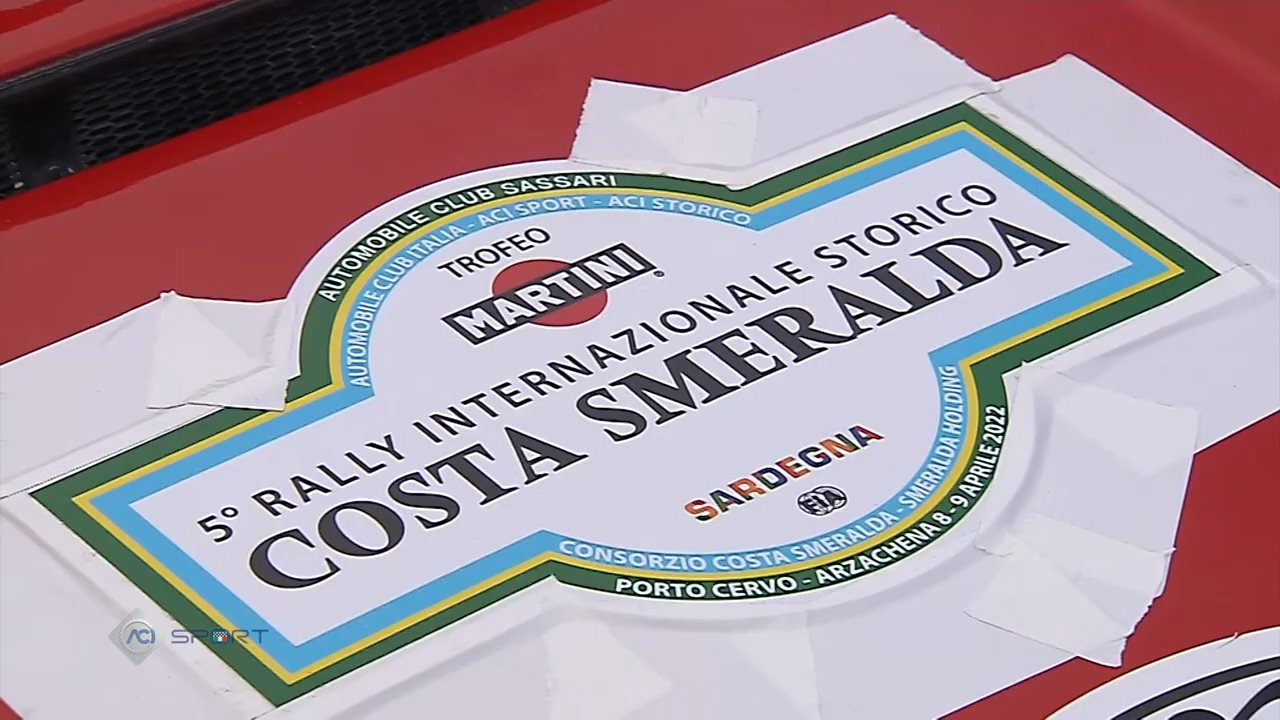 AUTOMOBILE CLUB SASSARI
AUTOMOBILE CLUB ITALIA - ACI SPORT - ACI STORICO
TROFEO
MARTINI
5° RALLY INTERNAZIONALE STORICO
COSTA SMERALDA
SARDEGNA
FIA
CONSORZIO COSTA SMERALDA - SMERALDA HOLDING
PORTO CERVO - ARZACHENA 8 - 9 APRILE 2022
ACI SPORT